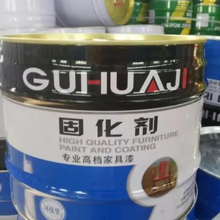 GUHUAJI
固化剂
HIGH QUALITY FURNITURE
PAINT AND COATING
专业高档家具漆